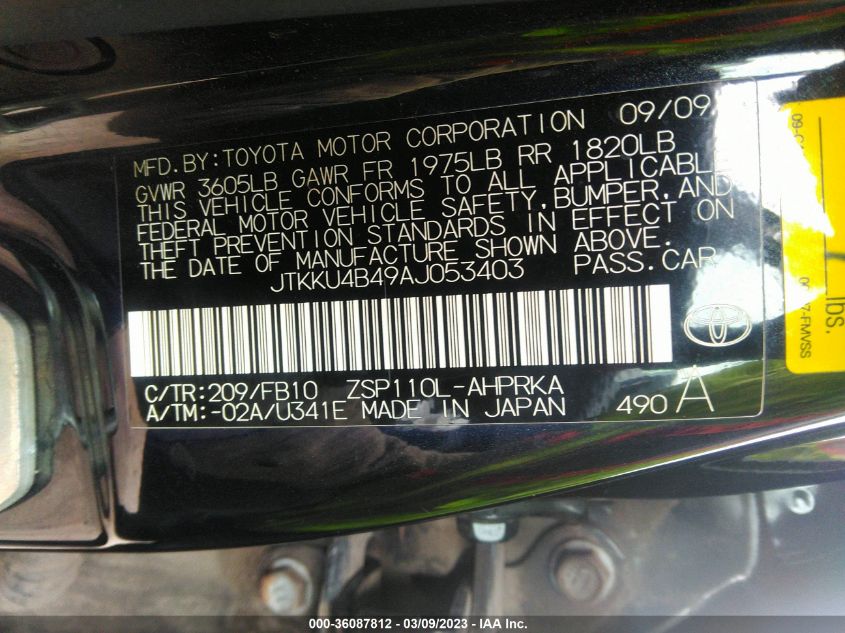 MFD.BY:TOYOTA MOTOR CORPORATION 09/09
GVWR 3605LB GAWR FR 1975LB RR 1820LB
THIS VEHICLE CONFORMS TO ALL APPLICABLE
FEDERAL MOTOR VEHICLE SAFETY,BUMPER,AND
THEFT PREVENTION STANDARDS IN EFFECT ON
THE DATE OF MANUFACTURE SHOWN ABOVE.
JTKKU4B49AJ053403 PASS.CAR
C/TR:209/FB10 ZSP110L-AHPRKA
A/TM:-02A/U341E MADE IN JAPAN 490 A
lbs.
7-FMVSS
000-36087812 - 03/09/2023 - IAA Inc.